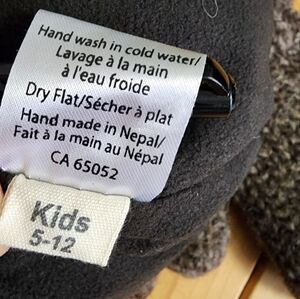 Hand wash in cold water/
Lavage à la main
à l'eau froide
Dry Flat/Sécher à plat
Hand made in Nepal/
Fait à la main au Népal
CA 65052
Kids
5-12